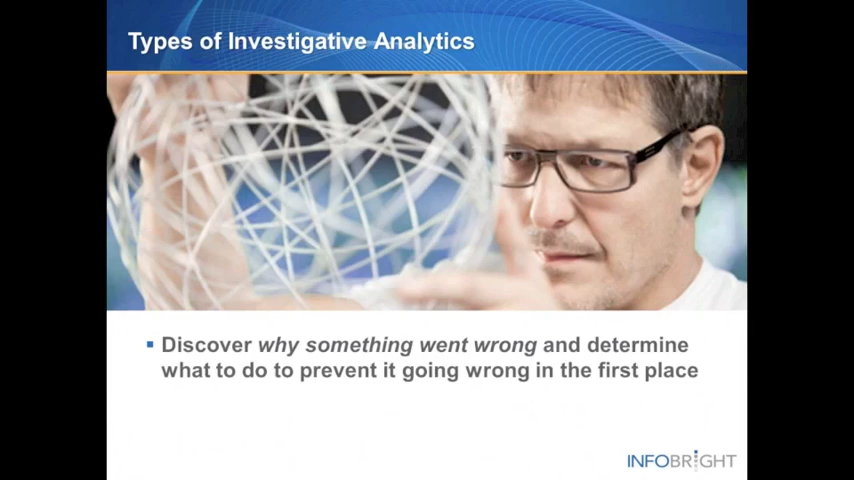 Types of Investigative Analytics
▪ Discover why something went wrong and determine
what to do to prevent it going wrong in the first place
INFOBRIGHT